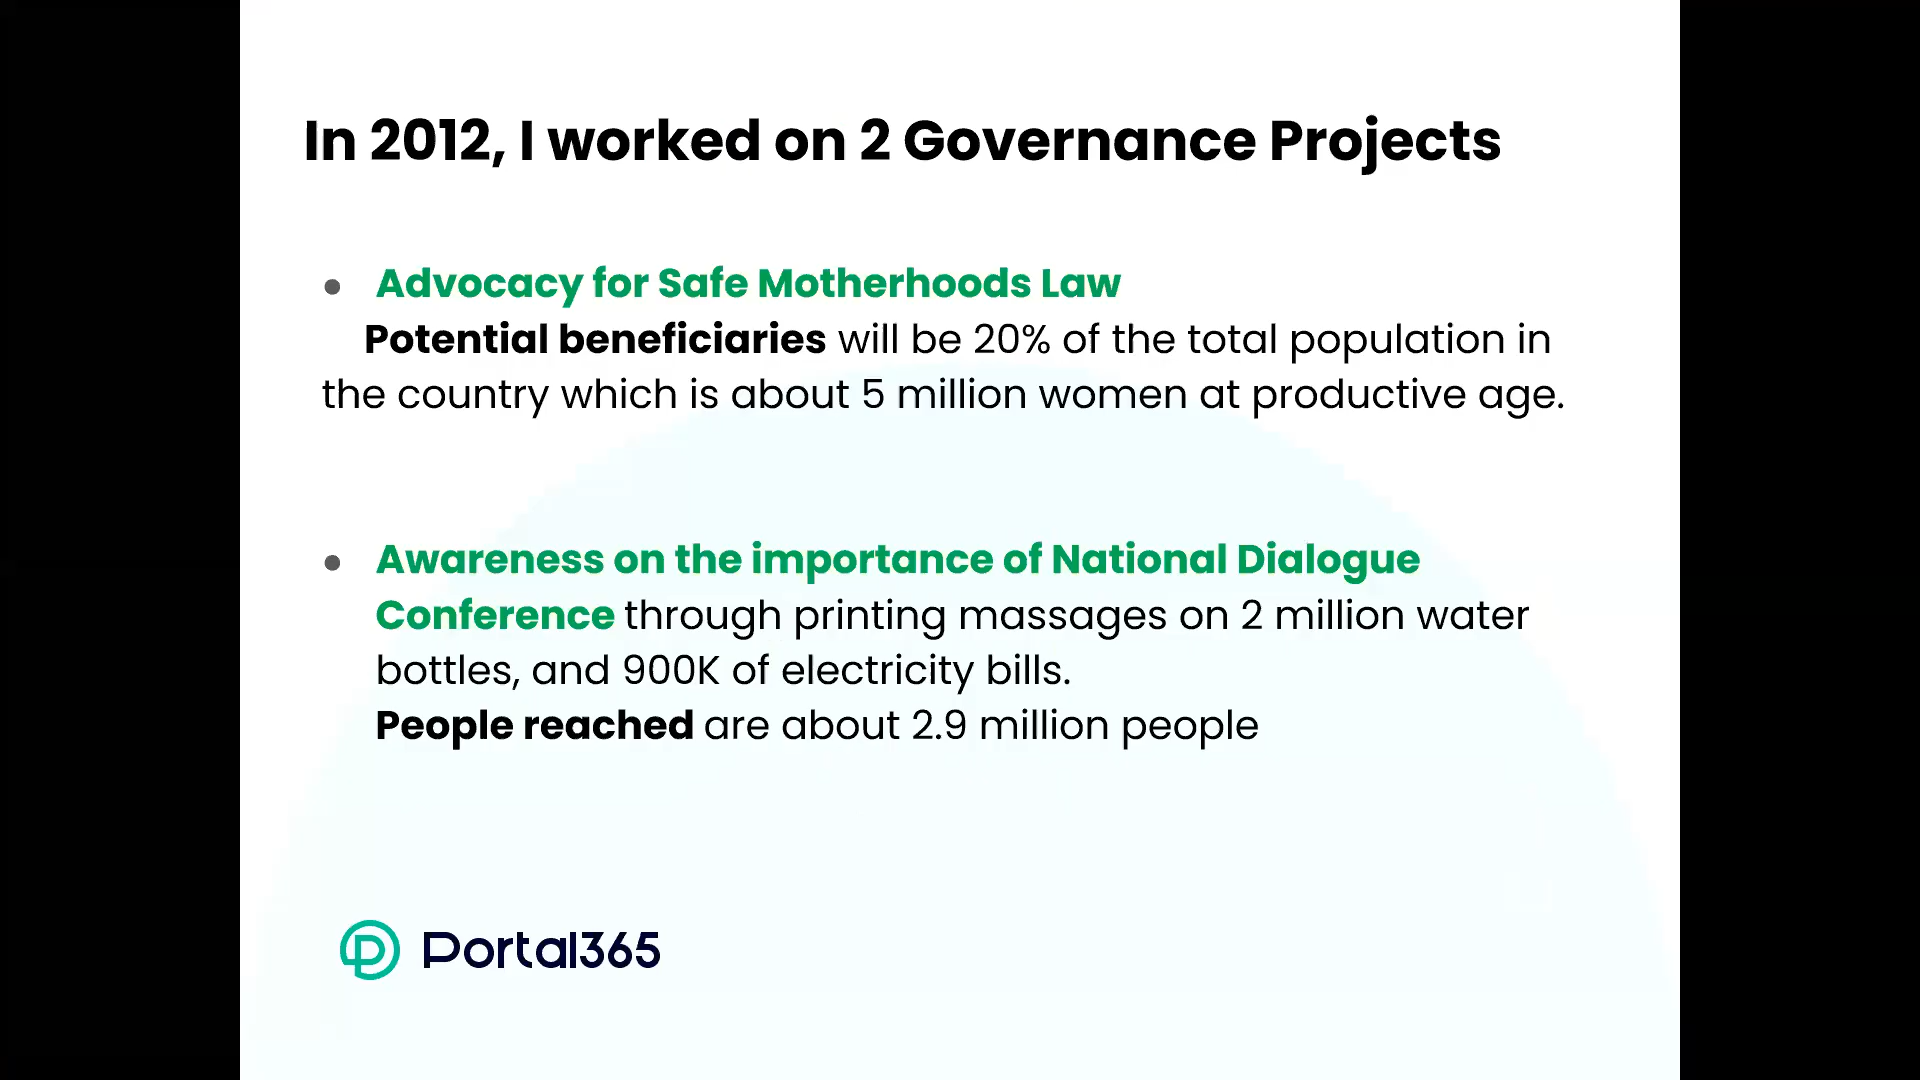 In 2012, I worked on 2 Governance Projects
● Advocacy for Safe Motherhoods Law
Potential beneficiaries will be 20% of the total population in
the country which is about 5 million women at productive age.
● Awareness on the importance of National Dialogue
Conference through printing massages on 2 million water
bottles, and 900K of electricity bills.
People reached are about 2.9 million people
Portal365